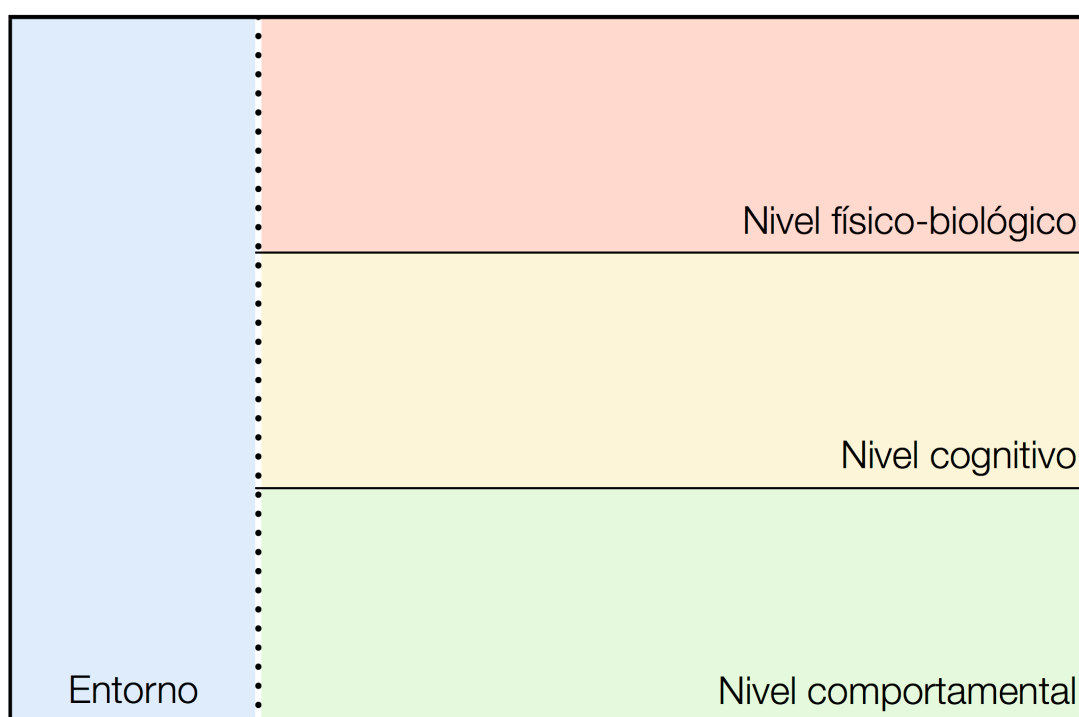 Nivel físico-biológico
Nivel cognitivo
Entorno
Nivel comportamental